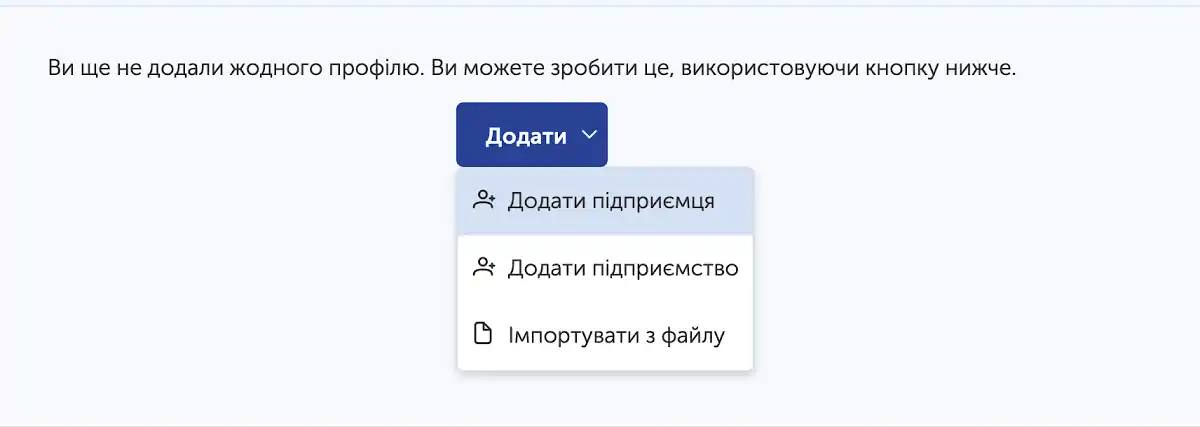 Ви ще не додали жодного профілю. Ви можете зробити це, використовуючи кнопку нижче.
Додати
Додати підприємця
Додати підприємство
Імпортувати з файлу